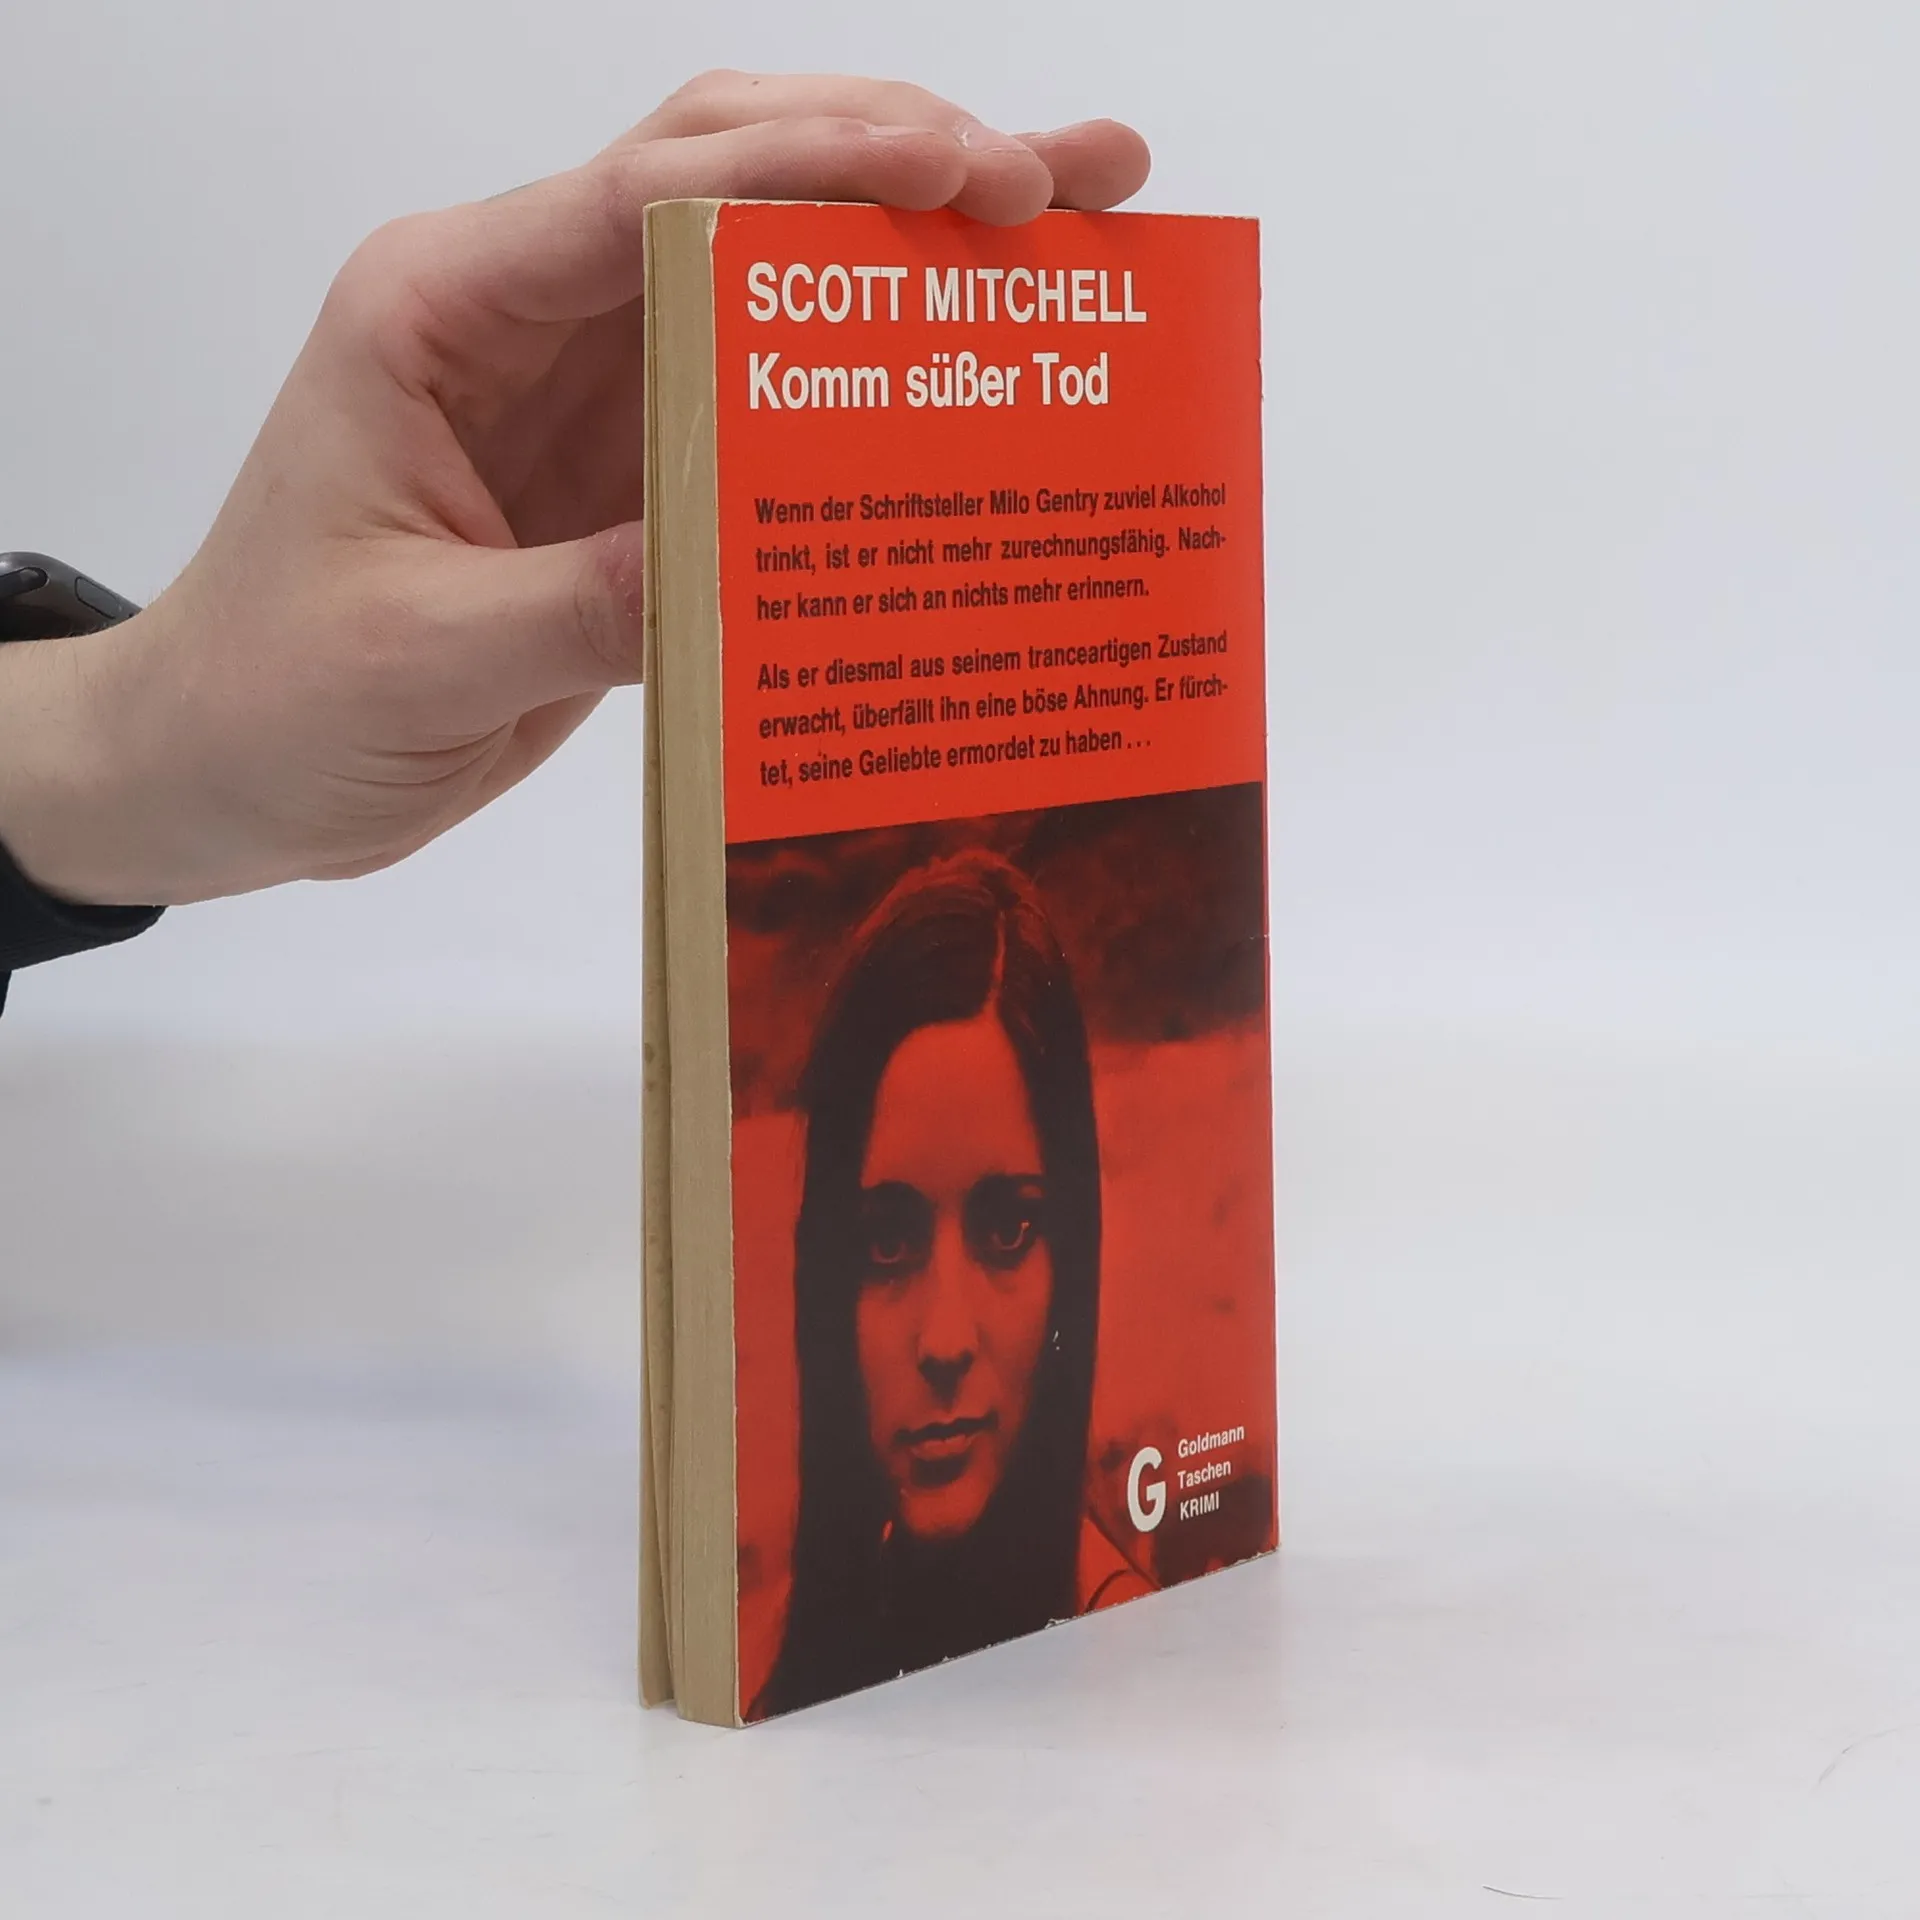 SCOTT MITCHELL
Komm süßer Tod
Wenn der Schriftsteller Milo Gentry zuviel Alkohol
trinkt, ist er nicht mehr zurechnungsfähig. Nach-
her kann er sich an nichts mehr erinnern.
Als er diesmal aus seinem tranceartigen Zustand
erwacht, überfällt ihn eine böse Ahnung. Er fürch-
tet, seine Geliebte ermordet zu haben . . .
G
Goldmann
Taschen
KRIMI